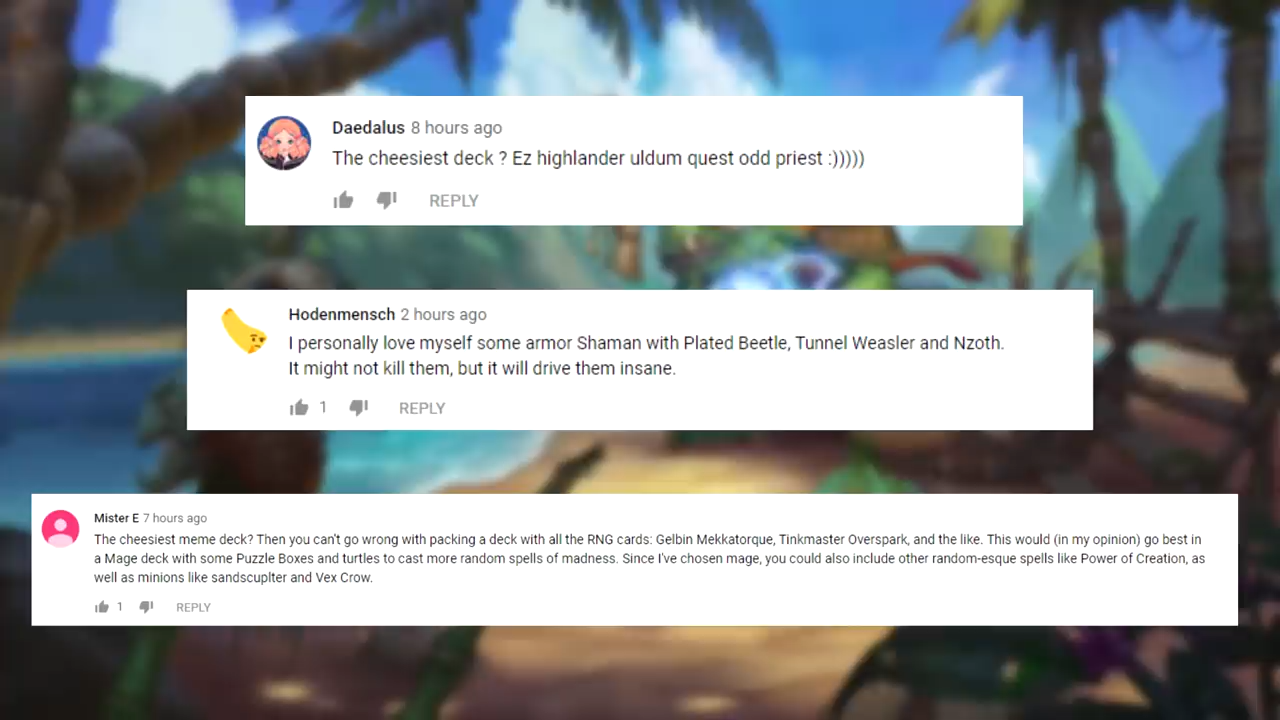 Daedalus 8 hours ago
The cheesiest deck ? Ez highlander uldum quest odd priest :)))))
REPLY
Hodenmensch 2 hours ago
I personally love myself some armor Shaman with Plated Beetle, Tunnel Weasler and Nzoth.
It might not kill them, but it will drive them insane.
1 REPLY
Mister E 7 hours ago
The cheesiest meme deck? Then you can't go wrong with packing a deck with all the RNG cards: Gelbin Mekkatorque, Tinkmaster Overspark, and the like. This would (in my opinion) go best in
a Mage deck with some Puzzle Boxes and turtles to cast more random spells of madness. Since I've chosen mage, you could also include other random-esque spells like Power of Creation, as
well as minions like sandscuplter and Vex Crow.
1 REPLY